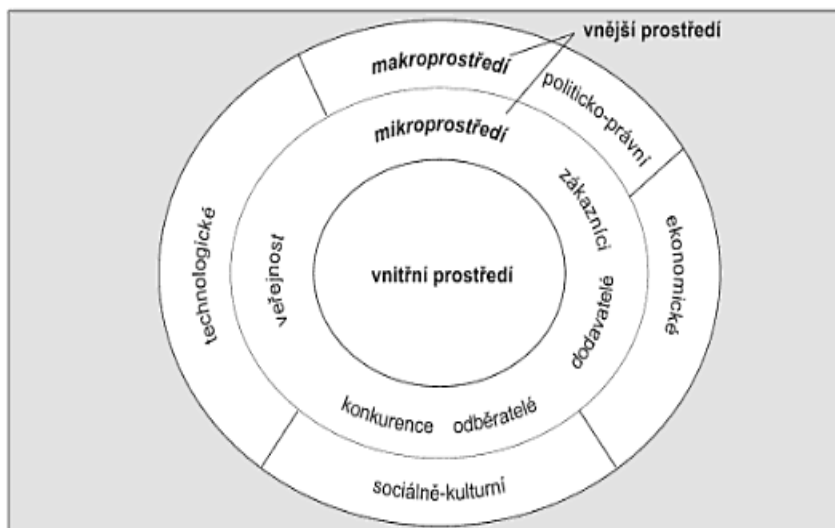 vnější prostředí
makroprostředí
politicko-právní
mikroprostředí
zákazníci
ekonomické
technologické
veřejnost
vnitřní prostředí
dodavatelé
konkurence odběratelé
sociálně-kulturní